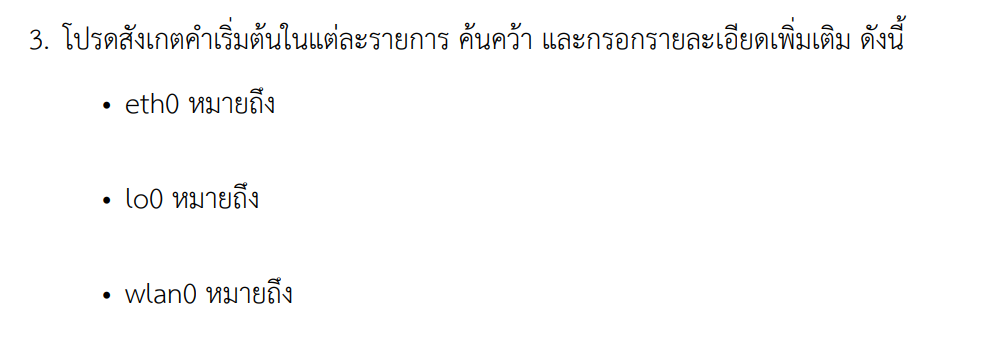 3. โปรดสังเกตคำเริ่มต้นในแต่ละรายการ ค้นคว้า และกรอกรายละเอียดเพิ่มเติม ดังนี้
• eth0 หมายถึง
• lo0 หมายถึง
• wlan0 หมายถึง